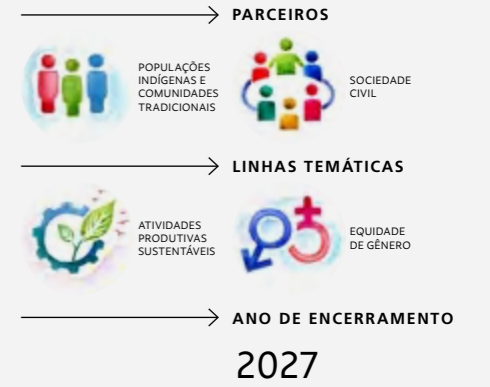 PARCEIROS
POPULAÇÕES
INDÍGENAS E
COMUNIDADES
TRADICIONAIS
SOCIEDADE
CIVIL
LINHAS TEMÁTICAS
ATIVIDADES
PRODUTIVAS
SUSTENTÁVEIS
EQUIDADE
DE GÊNERO
ANO DE ENCERRAMENTO
2027